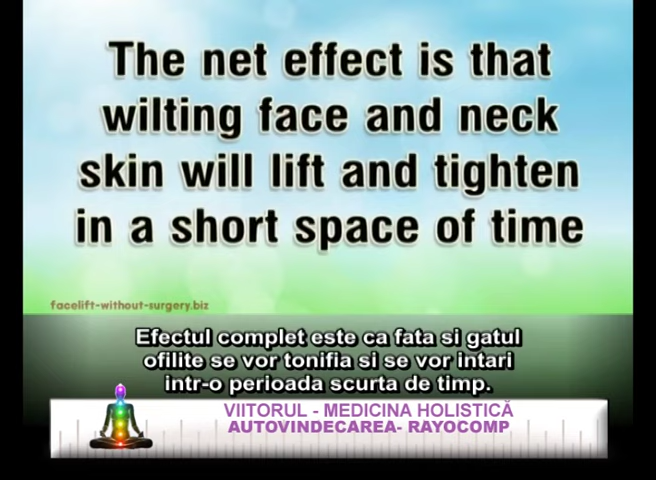 The net effect is that
wilting face and neck
skin will lift and tighten
in a short space of time
facelift-without-surgery.biz
Efectul complet este ca fata si gatul
ofilite se vor tonifia si se vor intari
intr-o perioada scurta de timp.
VIITORUL - MEDICINA HOLISTICĂ
AUTOVINDECAREA- RAYOCOMP